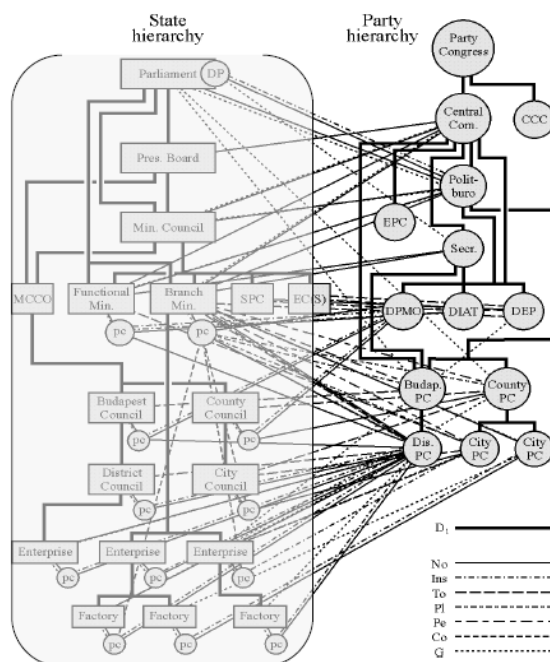 State
hierarchy
Party
hierarchy
Party
Congress
Parliament
DP
Central
Com.
CCC
Pres. Board
Polit-
buro
EPC
Min. Council
Secr.
MCCO
Functional
Min.
Branch
Min.
SPC
EC(S)
DPMO
DIAT
DEP
pc
pc
Budapest
Council
County
Council
Budap.
PC
County
PC
pc
pc
District
Council
City
Council
Dis.
PC
City
PC
City
PC
pc
pc
Enterprise
Enterprise
Enterprise
pc
pc
pc
Factory
Factory
Factory
pc
pc
pc
D₁
No
Ins
To
Pl
Pe
Co
G